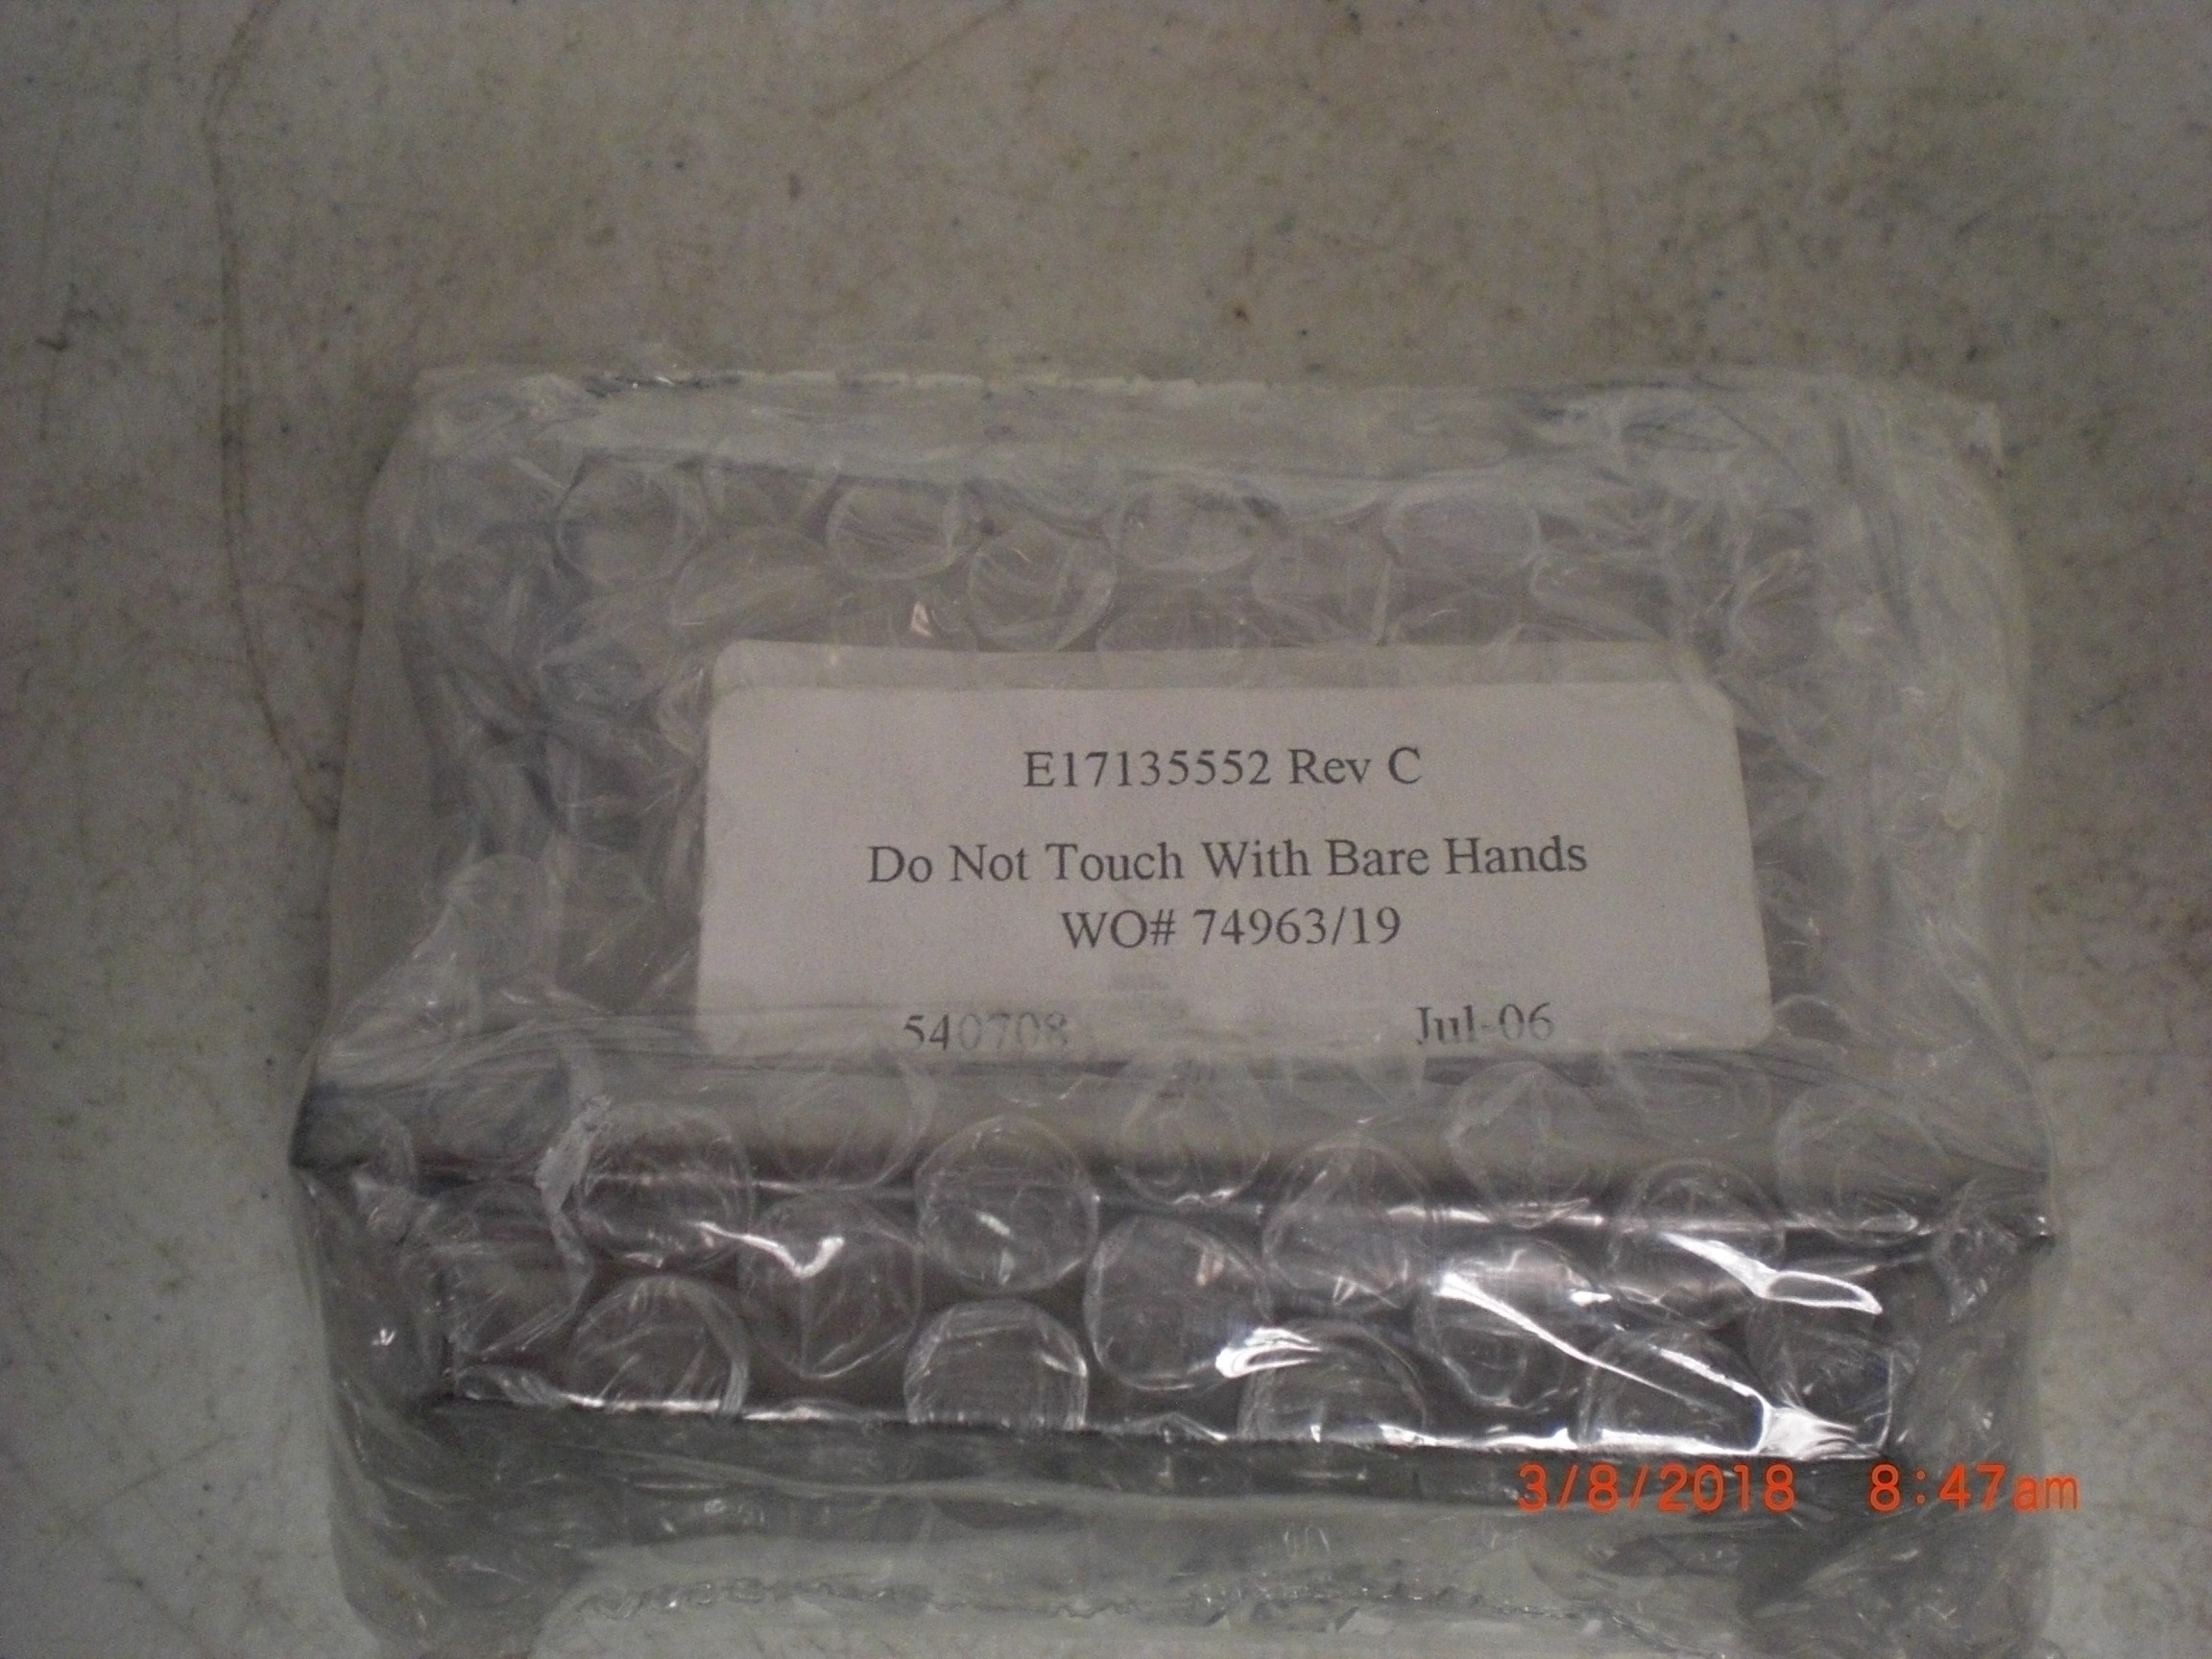 E17135552 Rev C
Do Not Touch With Bare Hands
WO# 74963/19
540708 Jul-06
3/8/2018 8:47am